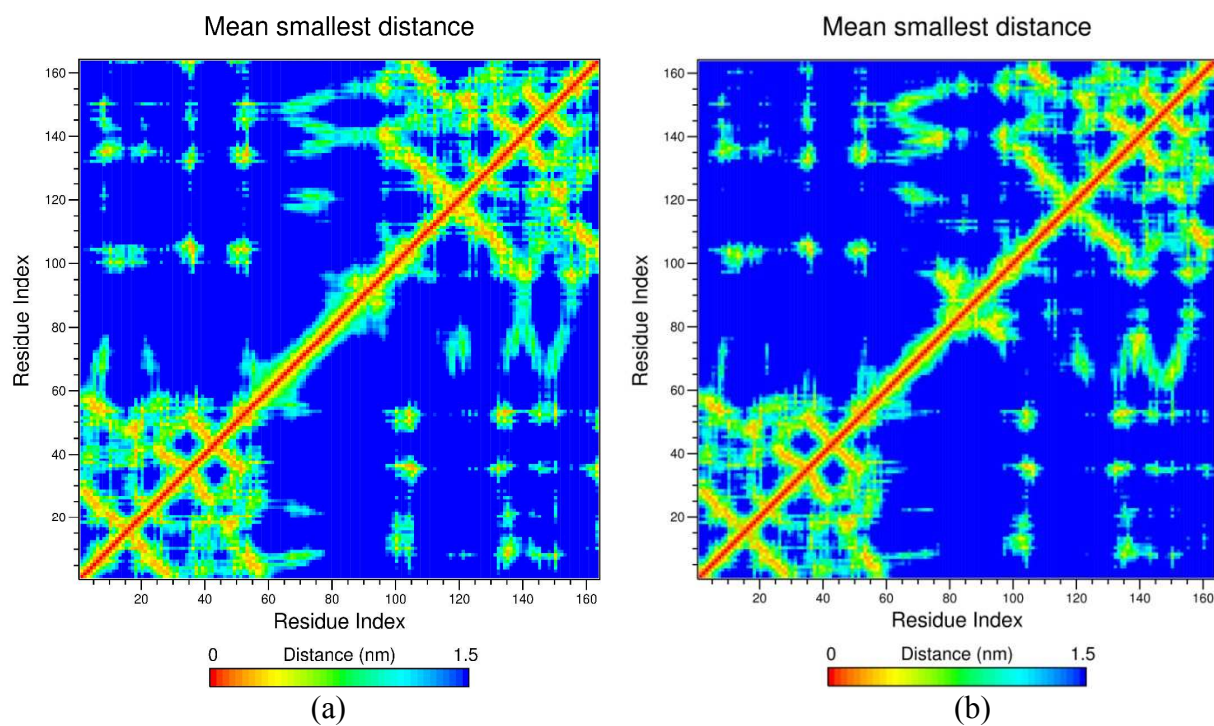 Mean smallest distance
160
140
120
100
80
60
40
20
Residue Index
20 40 60 80 100 120 140 160
Residue Index
0 Distance (nm) 1.5
(a)
Mean smallest distance
160
140
120
100
80
60
40
20
Residue Index
20 40 60 80 100 120 140 160
Residue Index
0 Distance (nm) 1.5
(b)